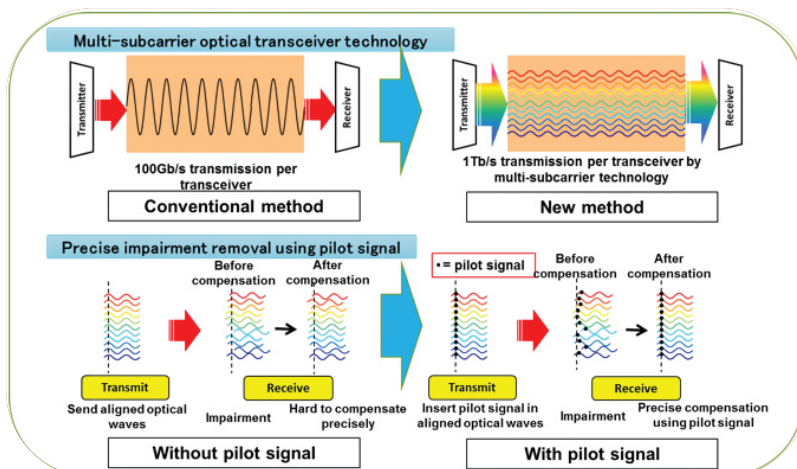 Multi-subcarrier optical transceiver technology
Transmitter
Receiver
100Gb/s transmission per
transceiver
Conventional method
Transmitter
Receiver
1Tb/s transmission per transceiver by
multi-subcarrier technology
New method
Precise impairment removal using pilot signal
Before
compensation
After
compensation
Transmit
Receive
Send aligned optical
waves
Impairment
Hard to compensate
precisely
Without pilot signal
•= pilot signal
Before
compensation
After
compensation
Transmit
Receive
Insert pilot signal in
aligned optical waves
Impairment
Precise compensation
using pilot signal
With pilot signal